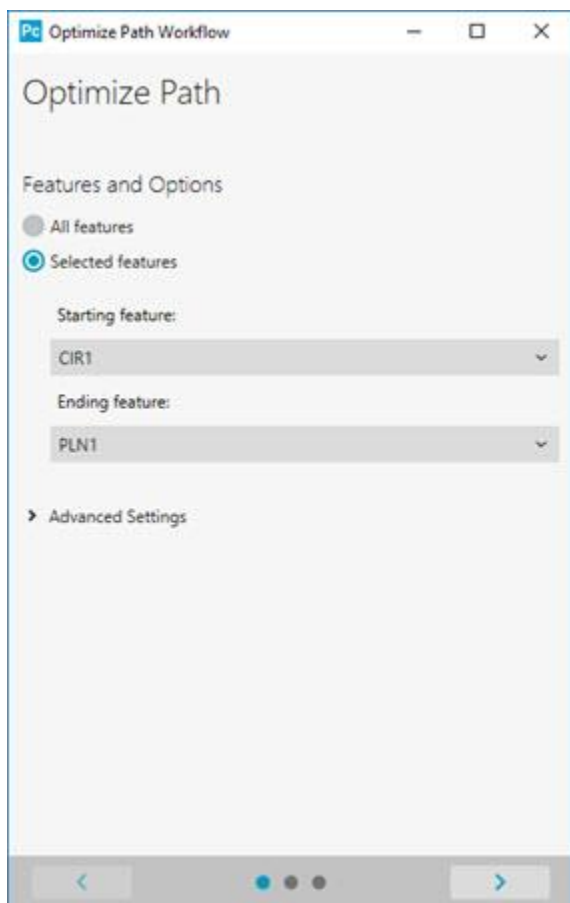 Pc Optimize Path Workflow
Optimize Path
Features and Options
All features
Selected features
Starting feature:
CIR1
Ending feature:
PLN1
Advanced Settings